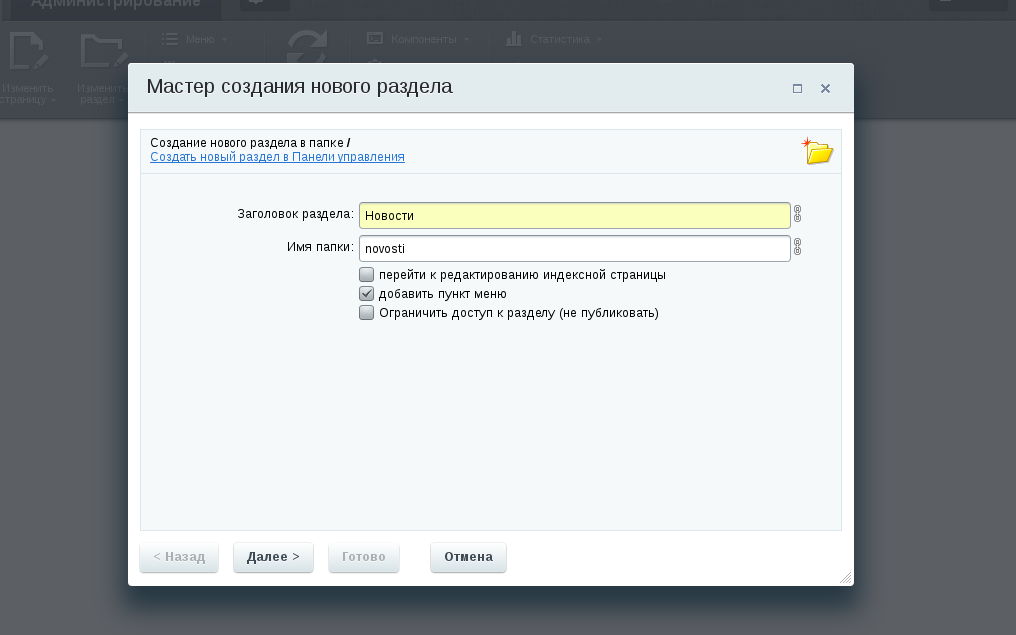 Администрирование
Меню
Компоненты
Статистика
Изменить
страницу
Изменить
раздел
Мастер создания нового раздела
Создание нового раздела в папке /
Создать новый раздел в Панели управления
Заголовок раздела: Новости
Имя папки: novosti
перейти к редактированию индексной страницы
добавить пункт меню
Ограничить доступ к разделу (не публиковать)
< Назад Далее > Готово Отмена